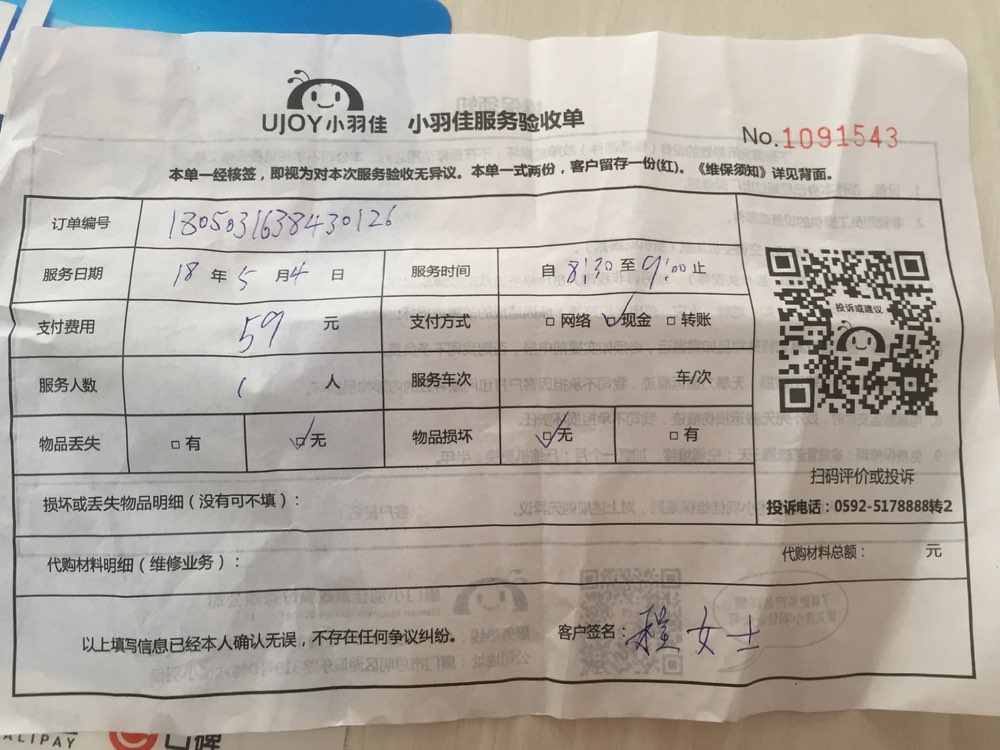 UJOY小羽佳 小羽佳服务验收单
No.1091543
本单一经核签，即视为对本次服务验收无异议。本单一式两份，客户留存一份(红)。《维保须知》详见背面。
订单编号 1805031638430126
服务日期 18 年 5 月 4 日 服务时间 自 8:30 至 9:00 止
投诉或建议
支付费用 59 元 支付方式 □ 网络 ☑现金 □ 转账
服务人数 1 人 服务车次 车/次
物品丢失 □ 有 ☑无 物品损坏 ☑无 □ 有
扫码评价或投诉
损坏或丢失物品明细（没有可不填）：
投诉电话：0592-5178888转2
代购材料明细（维修业务）： 代购材料总额： 元
以上填写信息已经本人确认无误，不存在任何争议纠纷。 客户签名：程女士
ALIPAY 口碑